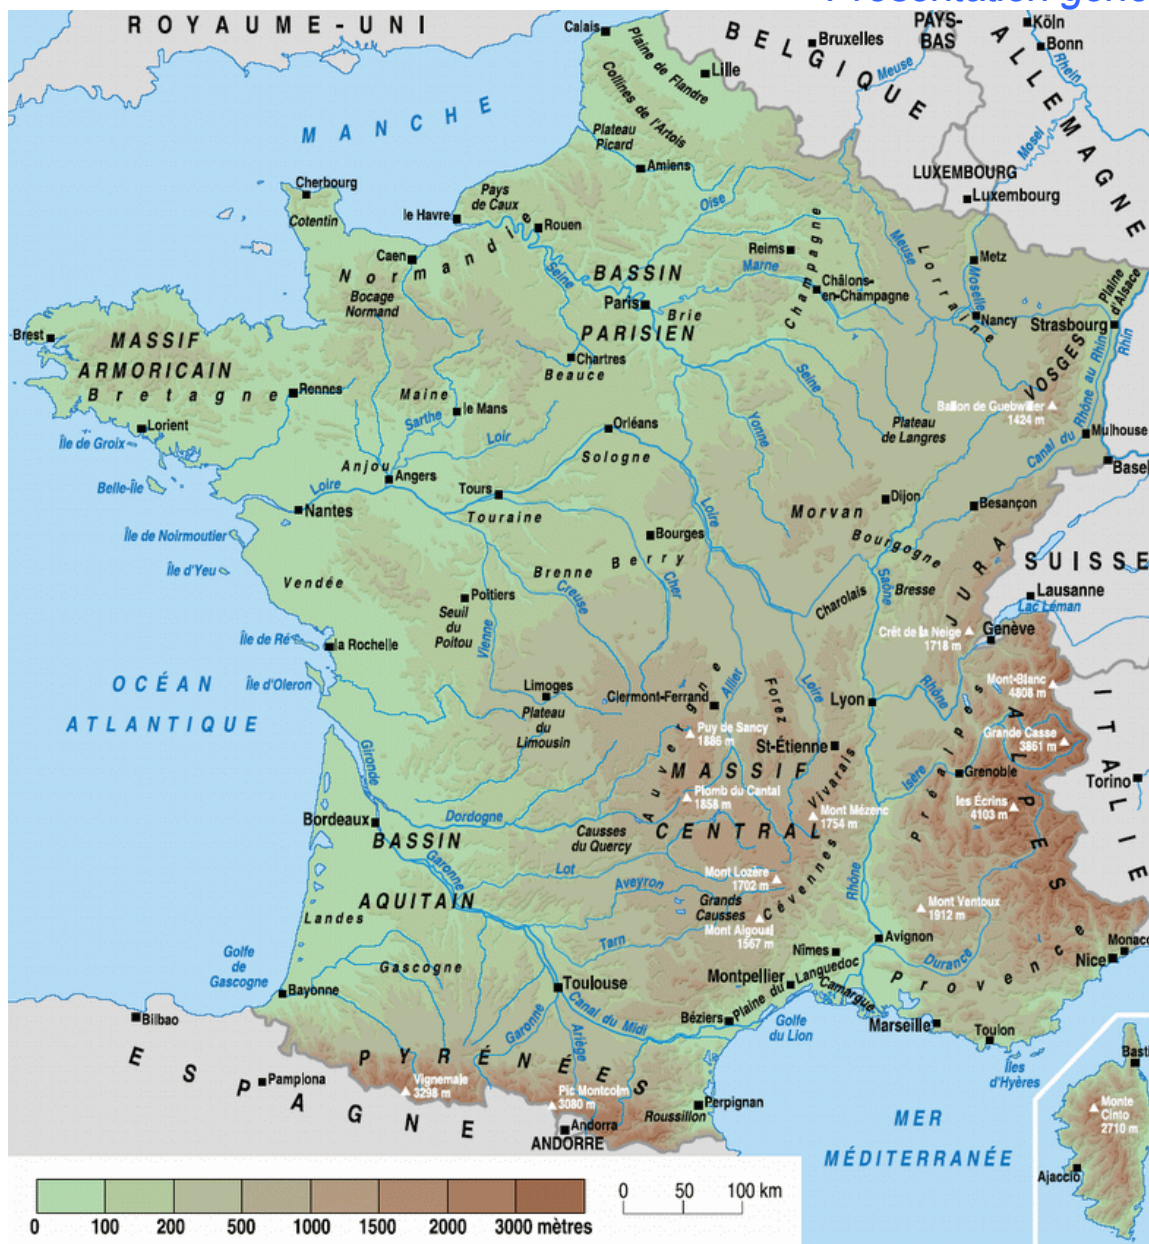 Présentation géné
ROYAUME-UNI
Calais
BELGIQUE
Bruxelles
PAYS-
BAS
Köln
Bonn
ALLEMAGNE
Rhein
Meuse
Lille
Plaine de Flandre
Collines de l'Artois
MANCHE
Plateau
Picard
Amiens
Mosel
LUXEMBOURG
Luxembourg
Cherbourg
Cotentin
Pays
de Caux
le Havre
Rouen
Oise
Caen
Normandie
Bocage
Normand
Seine
BASSIN
Paris
PARISIEN
Brie
Reims
Marne
Champagne
Châlons-
en-Champagne
Meuse
Lorraine
Metz
Moselle
Nancy
Plaine
d'Alsace
Strasbourg
Rhin
VOSGES
Brest
MASSIF
ARMORICAIN
Bretagne
Rennes
Lorient
Île de Groix
Belle-Île
Maine
le Mans
Sarthe
Loir
Chartres
Beauce
Orléans
Sologne
Seine
Yonne
Plateau
de Langres
Ballon de Guebwiller
1424 m
Canal du Rhône au Rhin
Mulhouse
Basel
Anjou
Angers
Loire
Nantes
Tours
Touraine
Île de Noirmoutier
Île d'Yeu
Vendée
Loire
Bourges
Berry
Brenne
Creuse
Cher
Morvan
Dijon
Besançon
Bourgogne
Saône
Bresse
Charolais
JURA
SUISSE
Lausanne
Lac Léman
Genève
Crêt de la Neige
1718 m
Poitiers
Seuil
du
Poitou
Vienne
Île de Ré
la Rochelle
Île d'Oleron
OCÉAN
ATLANTIQUE
Limoges
Plateau
du
Limousin
Clermont-Ferrand
Auvergne
Allier
Forez
Loire
Lyon
Rhône
Mont-Blanc
4808 m
Grande Casse
3861 m
ITALIE
Torino
Puy de Sancy
1886 m
St-Étienne
MASSIF
CENTRAL
Vivarais
Isère
Grenoble
Préalpes
ALPES
les Écrins
4103 m
Gironde
Bordeaux
BASSIN
AQUITAIN
Dordogne
Garonne
Causses
du Quercy
Plomb du Cantal
1858 m
Mont Mézenc
1754 m
Lot
Aveyron
Mont Lozère
1702 m
Grands
Causses
Mont Aigoual
1567 m
Cévennes
Rhône
Mont Ventoux
1912 m
Landes
Golfe
de
Gascogne
Gascogne
Bayonne
Tarn
Toulouse
Canal du Midi
Nîmes
Avignon
Durance
Provence
Monaco
Nice
Montpellier
Plaine du Languedoc
Béziers
Camargue
Golfe
du Lion
Marseille
Toulon
Îles
d'Hyères
Bilbao
ESPAGNE
Pamplona
PYRÉNÉES
Garonne
Ariège
Vignemale
3298 m
Pic Montcolm
3080 m
Andorra
ANDORRE
Roussillon
Perpignan
MER
MÉDITERRANÉE
Basti
Monte
Cinto
2710 m
Ajaccio
0 100 200 500 1000 1500 2000 3000 mètres
0 50 100 km